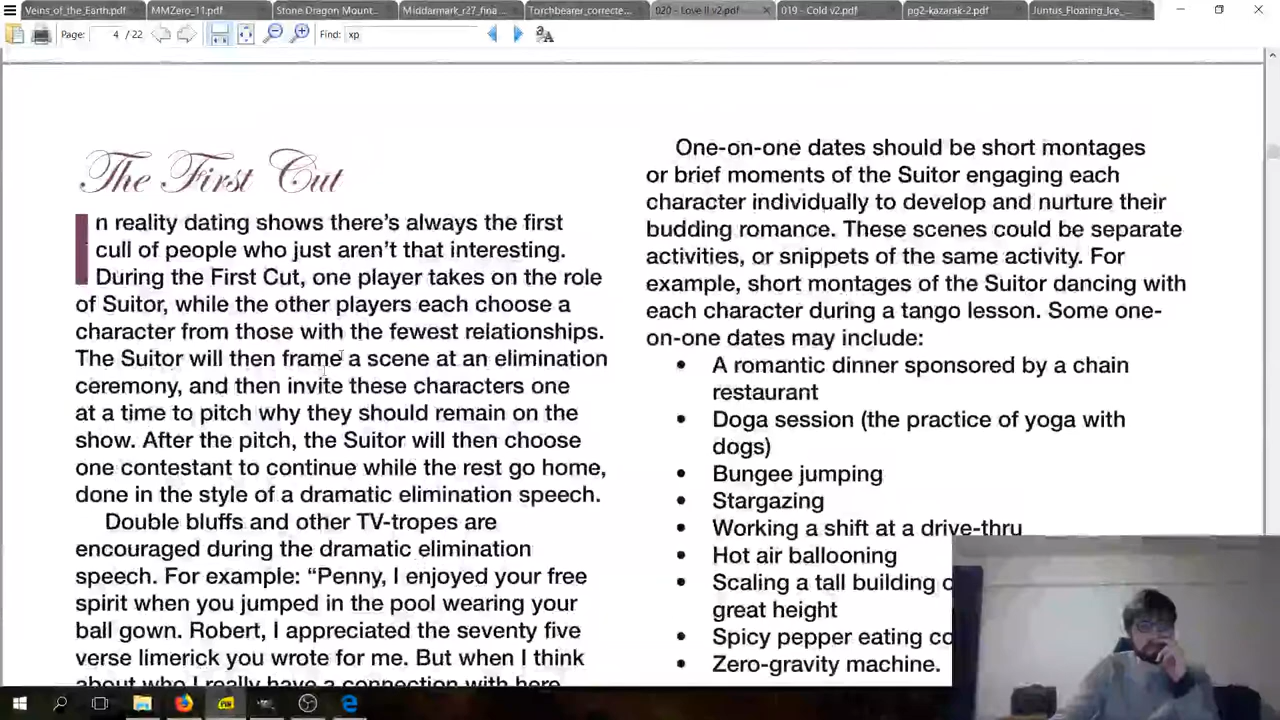 Veins_of_the_Earth.pdf
MMZero_11.pdf
Stone Dragon Mount...
Middarmark_r27_fina...
Torchbearer_correcte...
020 - Love II v2.pdf
019 - Cold v2.pdf
pg2-kazarak-2.pdf
Juntus_Floating_Ice_...
Page: 4 / 22
Find: xp
The First Cut
In reality dating shows there's always the first
cull of people who just aren't that interesting.
During the First Cut, one player takes on the role
of Suitor, while the other players each choose a
character from those with the fewest relationships.
The Suitor will then frame a scene at an elimination
ceremony, and then invite these characters one
at a time to pitch why they should remain on the
show. After the pitch, the Suitor will then choose
one contestant to continue while the rest go home,
done in the style of a dramatic elimination speech.
Double bluffs and other TV-tropes are
encouraged during the dramatic elimination
speech. For example: “Penny, I enjoyed your free
spirit when you jumped in the pool wearing your
ball gown. Robert, I appreciated the seventy five
verse limerick you wrote for me. But when I think
about who I really have a connection with here
One-on-one dates should be short montages
or brief moments of the Suitor engaging each
character individually to develop and nurture their
budding romance. These scenes could be separate
activities, or snippets of the same activity. For
example, short montages of the Suitor dancing with
each character during a tango lesson. Some one-
on-one dates may include:
• A romantic dinner sponsored by a chain
restaurant
• Doga session (the practice of yoga with
dogs)
• Bungee jumping
• Stargazing
• Working a shift at a drive-thru
• Hot air ballooning
• Scaling a tall building
great height
• Spicy pepper eating
• Zero-gravity machine.